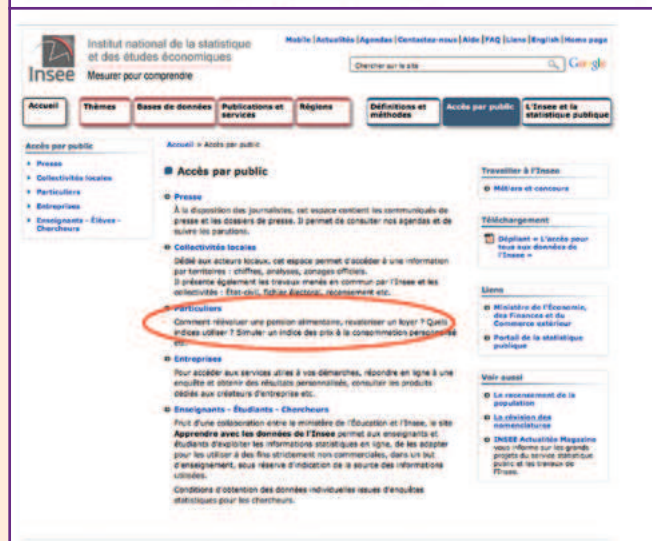 Institut national de la statistique
et des études économiques
Insee
Mesurer pour comprendre
Mobile | Actualités | Agendas | Contactez-nous | Aide | FAQ | Liens | English | Home page
Chercher sur le site
Google
Accueil
Thèmes
Bases de données
Publications et
services
Régions
Définitions et
méthodes
Accès par public
L'Insee et la
statistique publique
Accès par public
Presse
Collectivités locales
Particuliers
Entreprises
Enseignants - Élèves -
Chercheurs
Accueil > Accès par public
Accès par public
Presse
À la disposition des journalistes, cet espace contient les communiqués de
presse et les dossiers de presse. Il permet de consulter nos agendas et de
suivre les parutions.
Collectivités locales
Dédié aux acteurs locaux, cet espace permet d'accéder à une information
par territoires : chiffres, analyses, zonages officiels.
Il présente également les travaux menés en commun par l'Insee et les
collectivités : État-civil, fichier électoral, recensement etc.
Particuliers
Comment réévaluer une pension alimentaire, revaloriser un loyer ? Quels
indices utiliser ? Simuler un indice des prix à la consommation personnalisé
etc.
Entreprises
Pour accéder aux services utiles à vos démarches, répondre en ligne à une
enquête et obtenir des résultats personnalisés, consulter les produits
dédiés aux créateurs d'entreprise etc.
Enseignants - Étudiants - Chercheurs
Fruit d'une collaboration entre le ministère de l'Éducation et l'Insee, le site
Apprendre avec les données de l'Insee permet aux enseignants et
étudiants d'exploiter les informations statistiques en ligne, de les adapter
pour les utiliser à des fins strictement non commerciales, dans un but
d'enseignement, sous réserve d'indication de la source des informations
utilisées.
Conditions d'obtention des données individuelles issues d'enquêtes
statistiques pour les chercheurs.
Travailler à l'Insee
Métiers et concours
Téléchargement
Dépliant « L'accès pour
tous aux données de
l'Insee »
Liens
Ministère de l'Économie,
des Finances et du
Commerce extérieur
Portail de la statistique
publique
Voir aussi
Le recensement de la
population
La révision des
nomenclatures
INSEE Actualités Magazine
vous informe sur les grands
projets du service statistique
public et les travaux de
l'Insee.